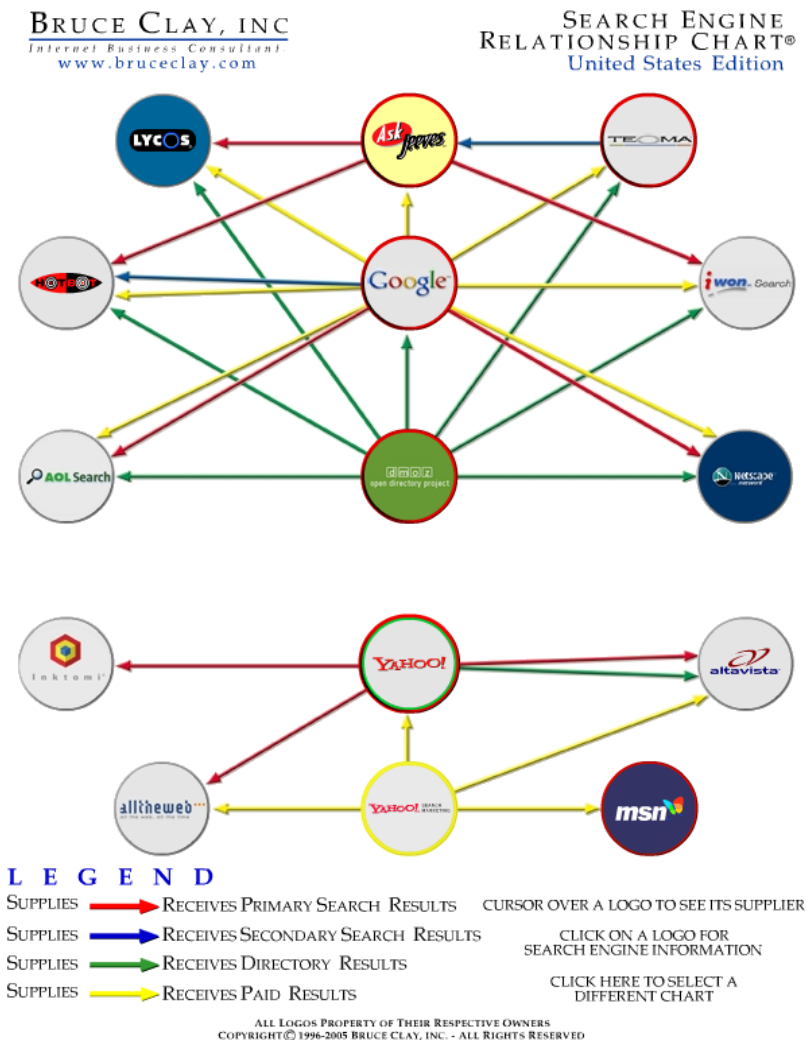 BRUCE CLAY, INC
Internet Business Consultant
www.bruceclay.com
SEARCH ENGINE
RELATIONSHIP CHART®
United States Edition
LYCOS
Ask
Jeeves
TEOMA
HOTBOT
Google™
iwon Search
AOL Search
dmoz
open directory project
Netscape
Inktomi
YAHOO!
altavista
alltheweb
YAHOO! SEARCH
MARKETING
msn
LEGEND
SUPPLIES RECEIVES PRIMARY SEARCH RESULTS
SUPPLIES RECEIVES SECONDARY SEARCH RESULTS
SUPPLIES RECEIVES DIRECTORY RESULTS
SUPPLIES RECEIVES PAID RESULTS
CURSOR OVER A LOGO TO SEE ITS SUPPLIER
CLICK ON A LOGO FOR
SEARCH ENGINE INFORMATION
CLICK HERE TO SELECT A
DIFFERENT CHART
ALL LOGOS PROPERTY OF THEIR RESPECTIVE OWNERS
COPYRIGHT© 1996-2005 BRUCE CLAY, INC. - ALL RIGHTS RESERVED